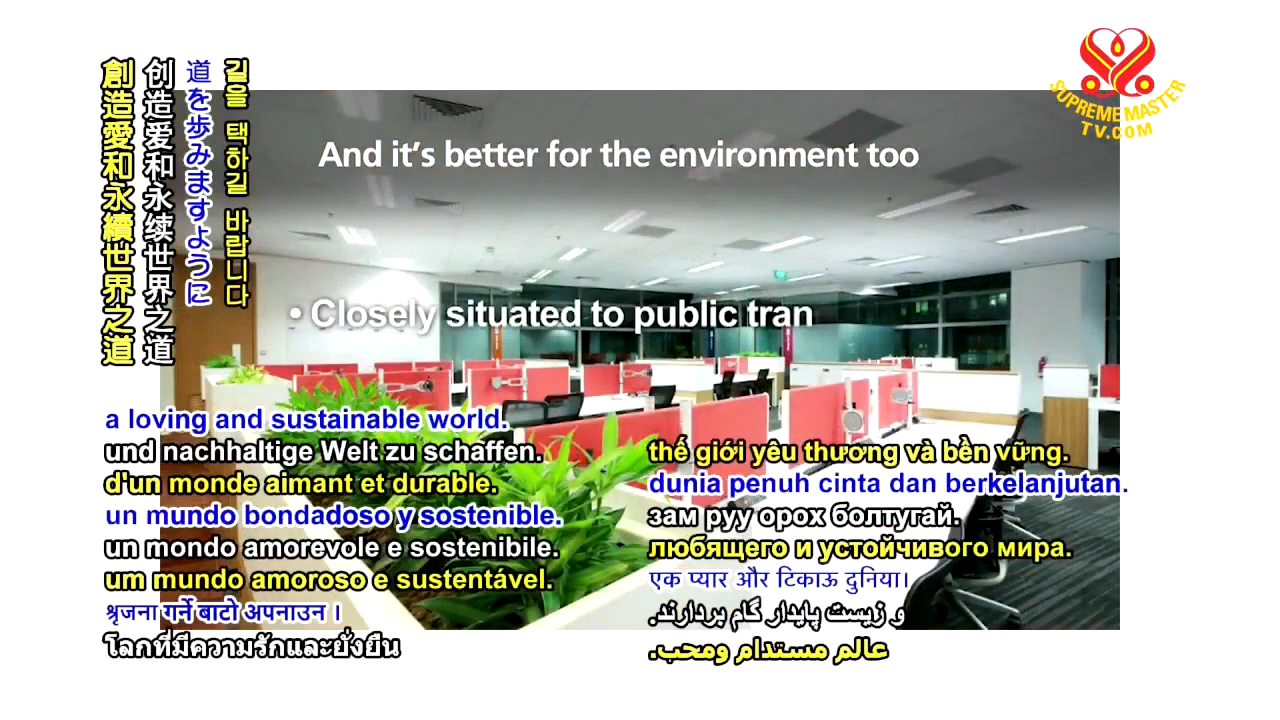 創造愛和永續世界之道
创造爱和永续世界之道
道を歩みますように
길을 택하길 바랍니다
SUPREME MASTER
TV.COM
And it's better for the environment too
• Closely situated to public tran
a loving and sustainable world.
und nachhaltige Welt zu schaffen.
d'un monde aimant et durable.
un mundo bondadoso y sostenible.
un mondo amorevole e sostenibile.
um mundo amoroso e sustentável.
श्रृजना गर्ने बाटो अपनाउन ।
โลกที่มีความรักและยั่งยืน
thế giới yêu thương và bền vững.
dunia penuh cinta dan berkelanjutan.
зам руу орох болтугай.
любящего и устойчивого мира.
एक प्यार और टिकाऊ दुनिया।
و زیست پایدار گام بردارند.
عالم مستدام ومحب.